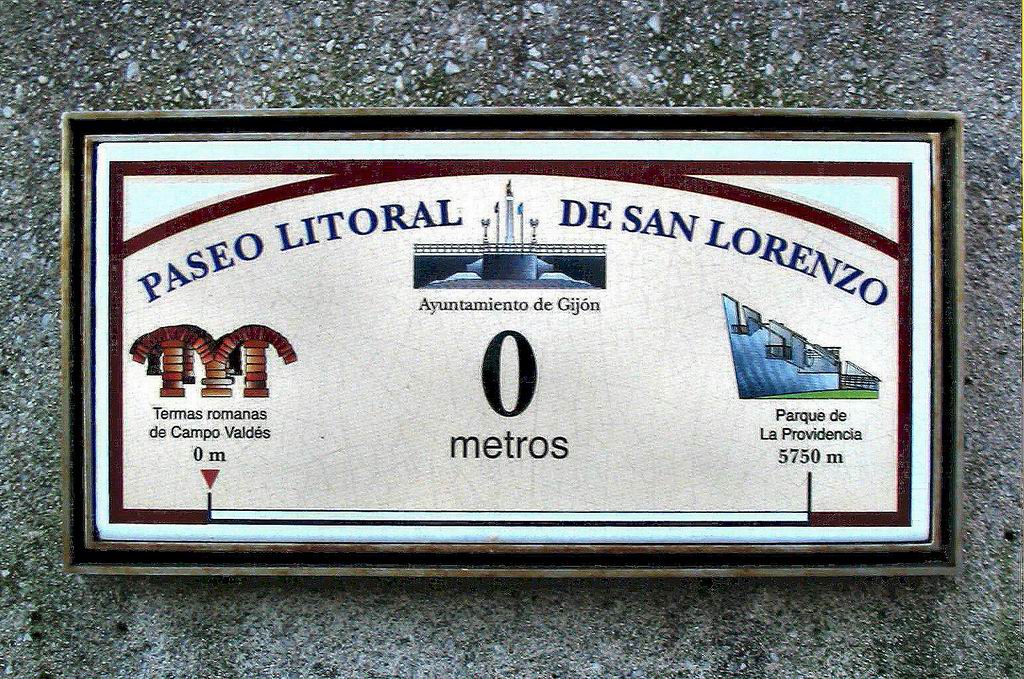 PASEO LITORAL DE SAN LORENZO
Ayuntamiento de Gijón
0
metros
Termas romanas
de Campo Valdés
0 m
Parque de
La Providencia
5750 m